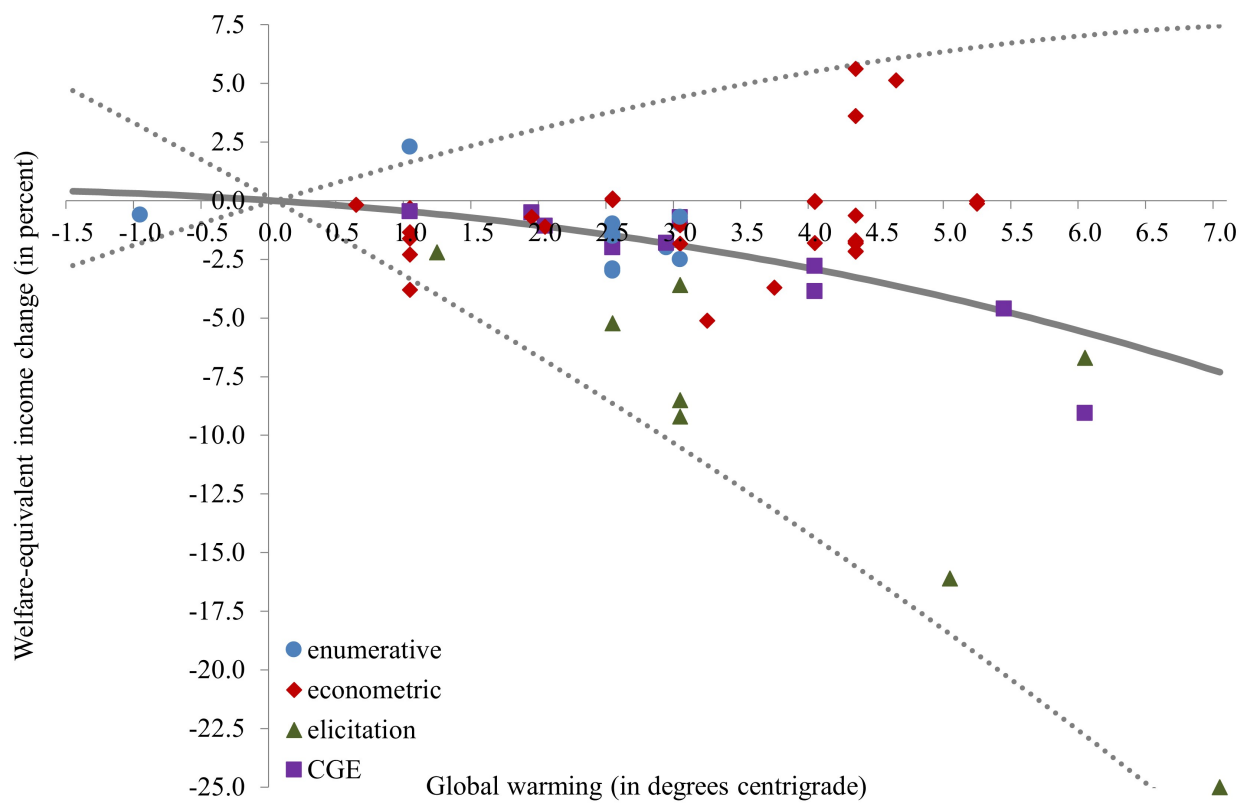 7.5
5.0
2.5
0.0
-1.5 -1.0 -0.5 0.0 0.5 1.0 1.5 2.0 2.5 3.0 3.5 4.0 4.5 5.0 5.5 6.0 6.5 7.0
-2.5
-5.0
-7.5
-10.0
-12.5
-15.0
-17.5
-20.0
-22.5
-25.0
Welfare-equivalent income change (in percent)
enumerative
econometric
elicitation
CGE
Global warming (in degrees centrigrade)